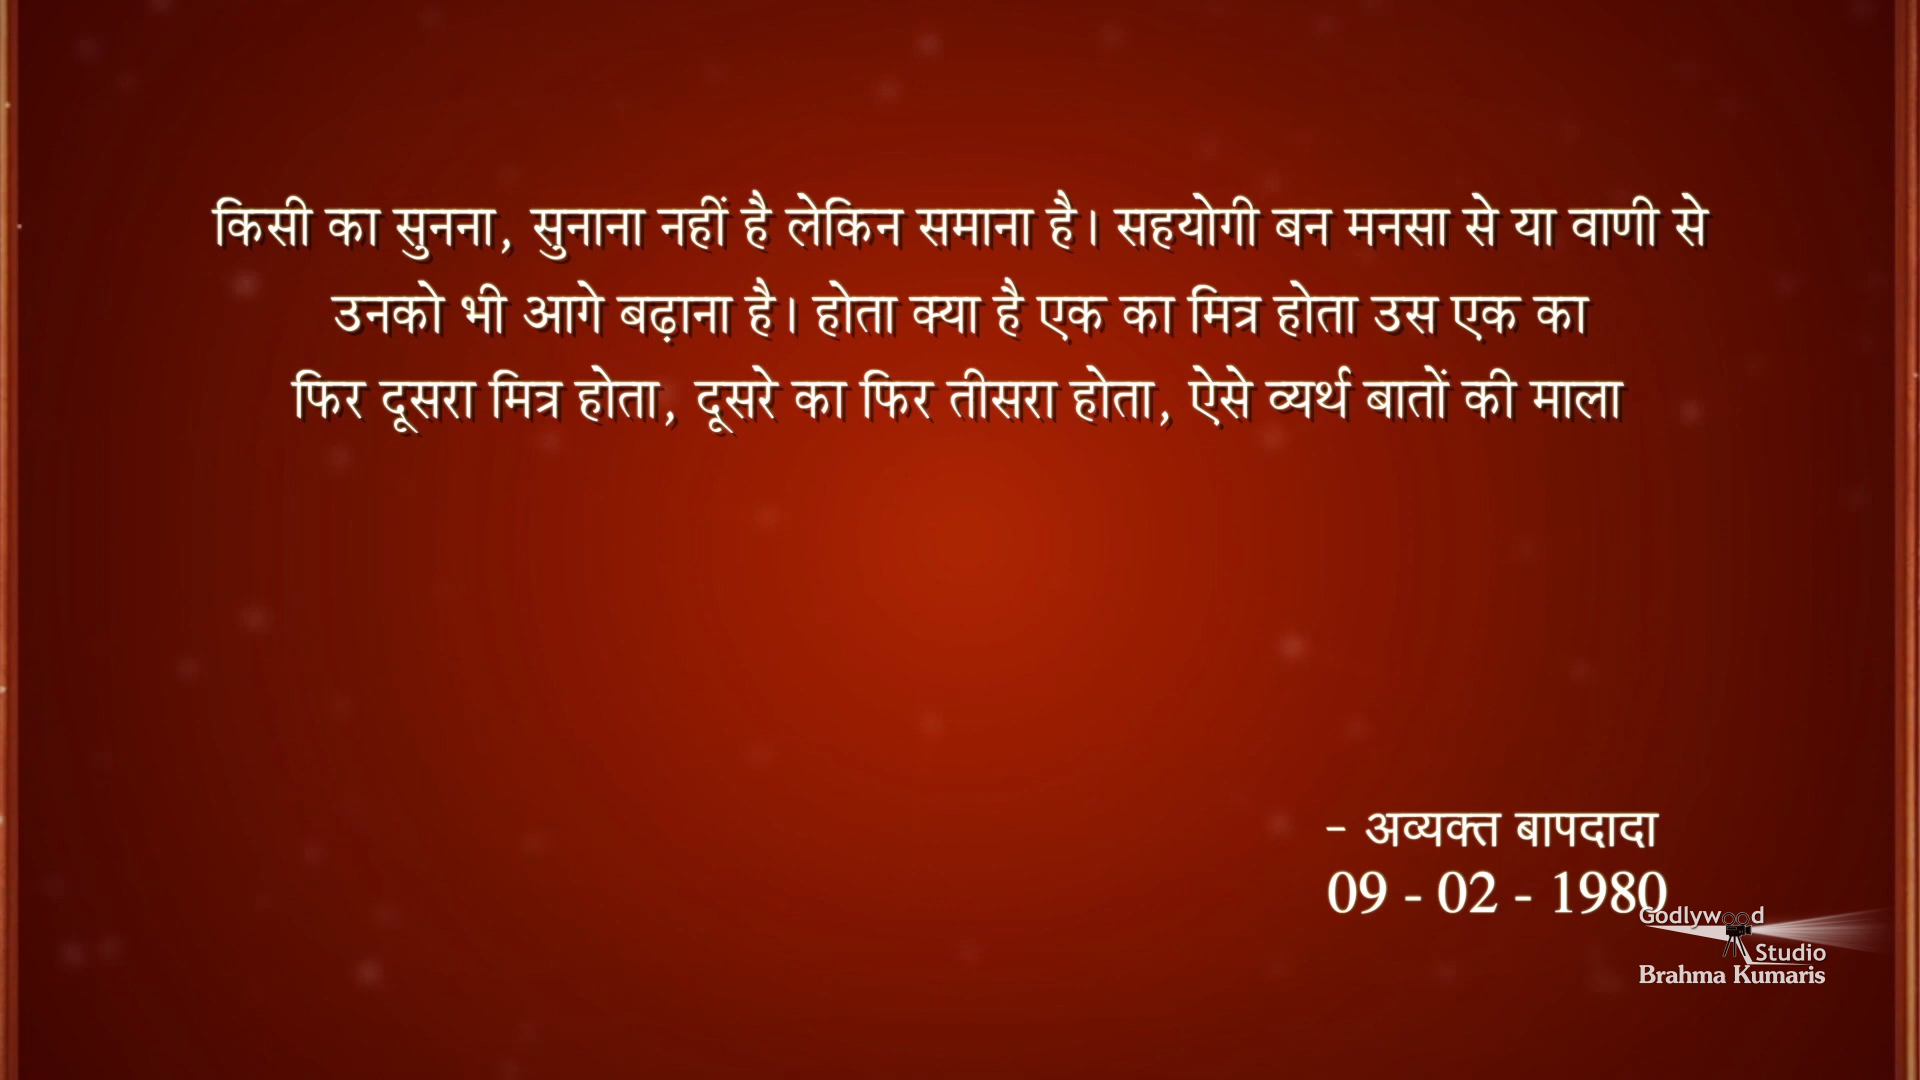 किसी का सुनना, सुनाना नहीं है लेकिन समाना है। सहयोगी बन मनसा से या वाणी से
उनको भी आगे बढ़ाना है। होता क्या है एक का मित्र होता उस एक का
फिर दूसरा मित्र होता, दूसरे का फिर तीसरा होता, ऐसे व्यर्थ बातों की माला
- अव्यक्त बापदादा
09 - 02 - 1980
Godlywood
Studio
Brahma Kumaris